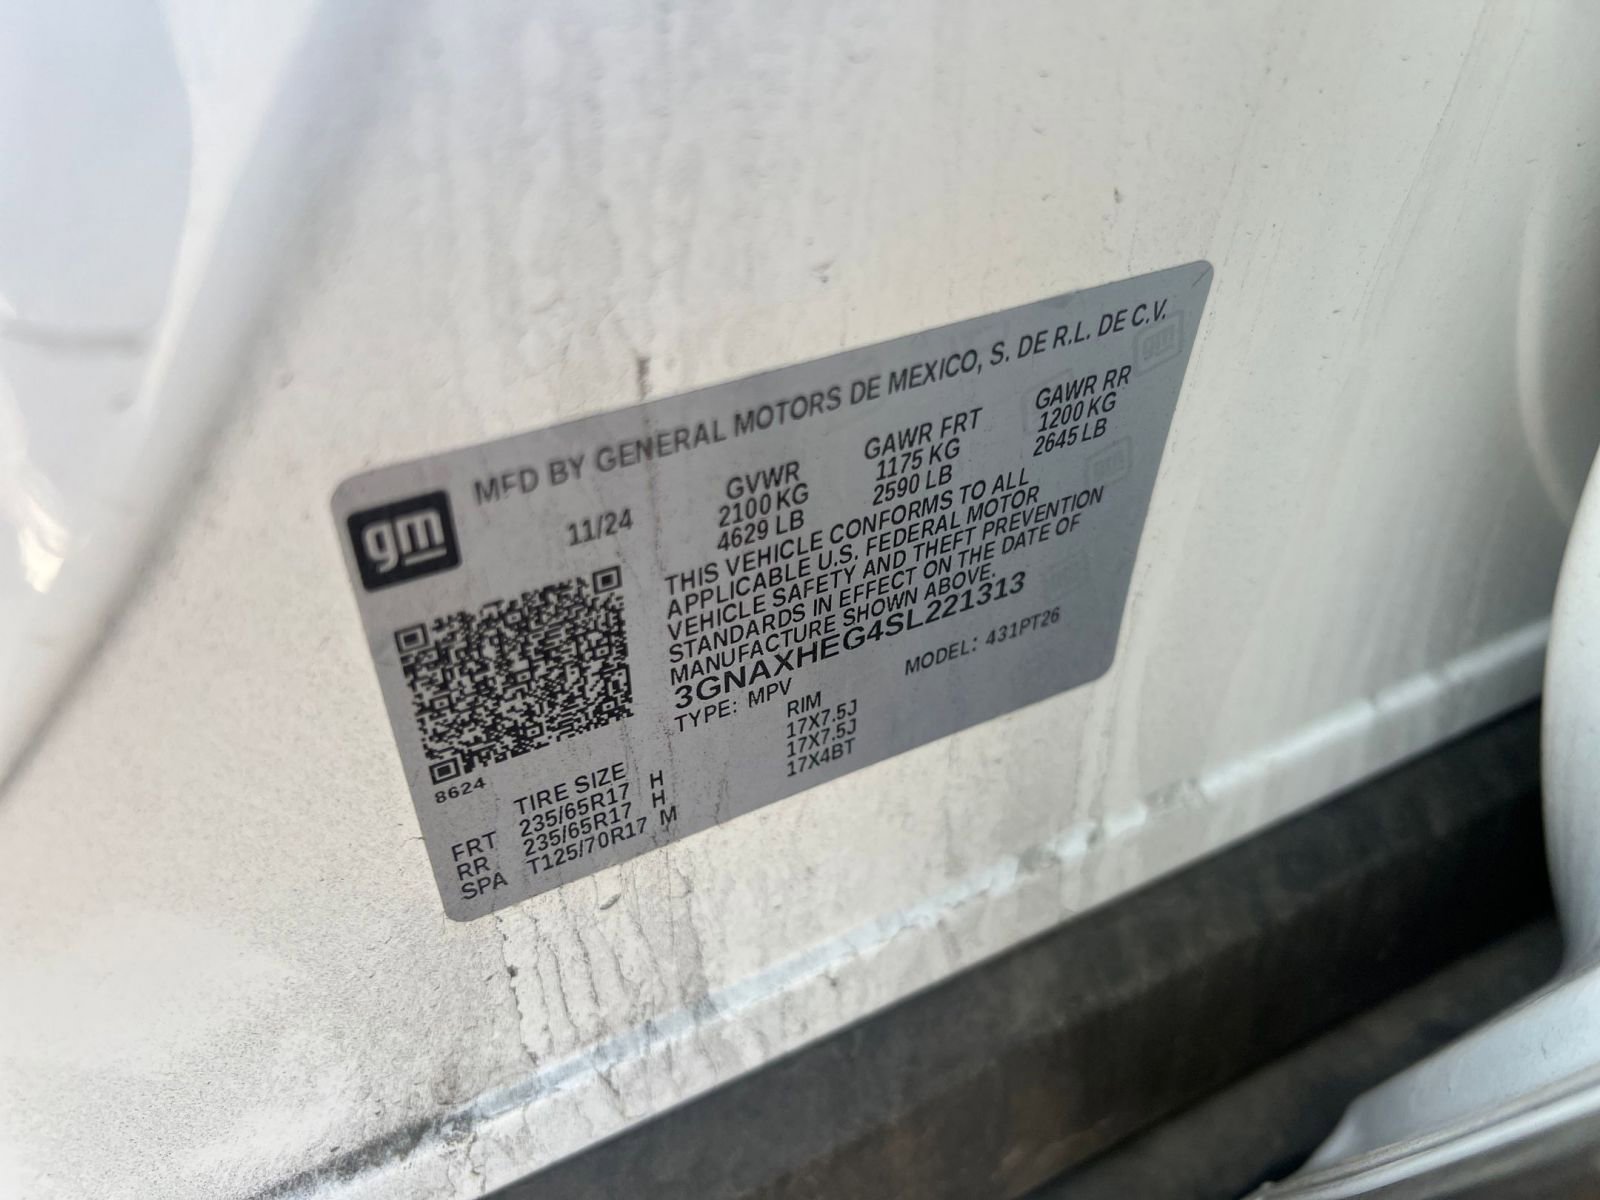 MFD BY GENERAL MOTORS DE MEXICO, S. DE R.L. DE C.V.
gm
11/24
GVWR GAWR FRT GAWR RR
2100 KG 1175 KG 1200 KG
4629 LB 2590 LB 2645 LB
THIS VEHICLE CONFORMS TO ALL
APPLICABLE U.S. FEDERAL MOTOR
VEHICLE SAFETY AND THEFT PREVENTION
STANDARDS IN EFFECT ON THE DATE OF
MANUFACTURE SHOWN ABOVE.
3GNAXHEG4SL221313
TYPE: MPV MODEL: 431PT26
8624
TIRE SIZE RIM
FRT 235/65R17 H 17X7.5J
RR 235/65R17 H 17X7.5J
SPA T125/70R17 M 17X4BT